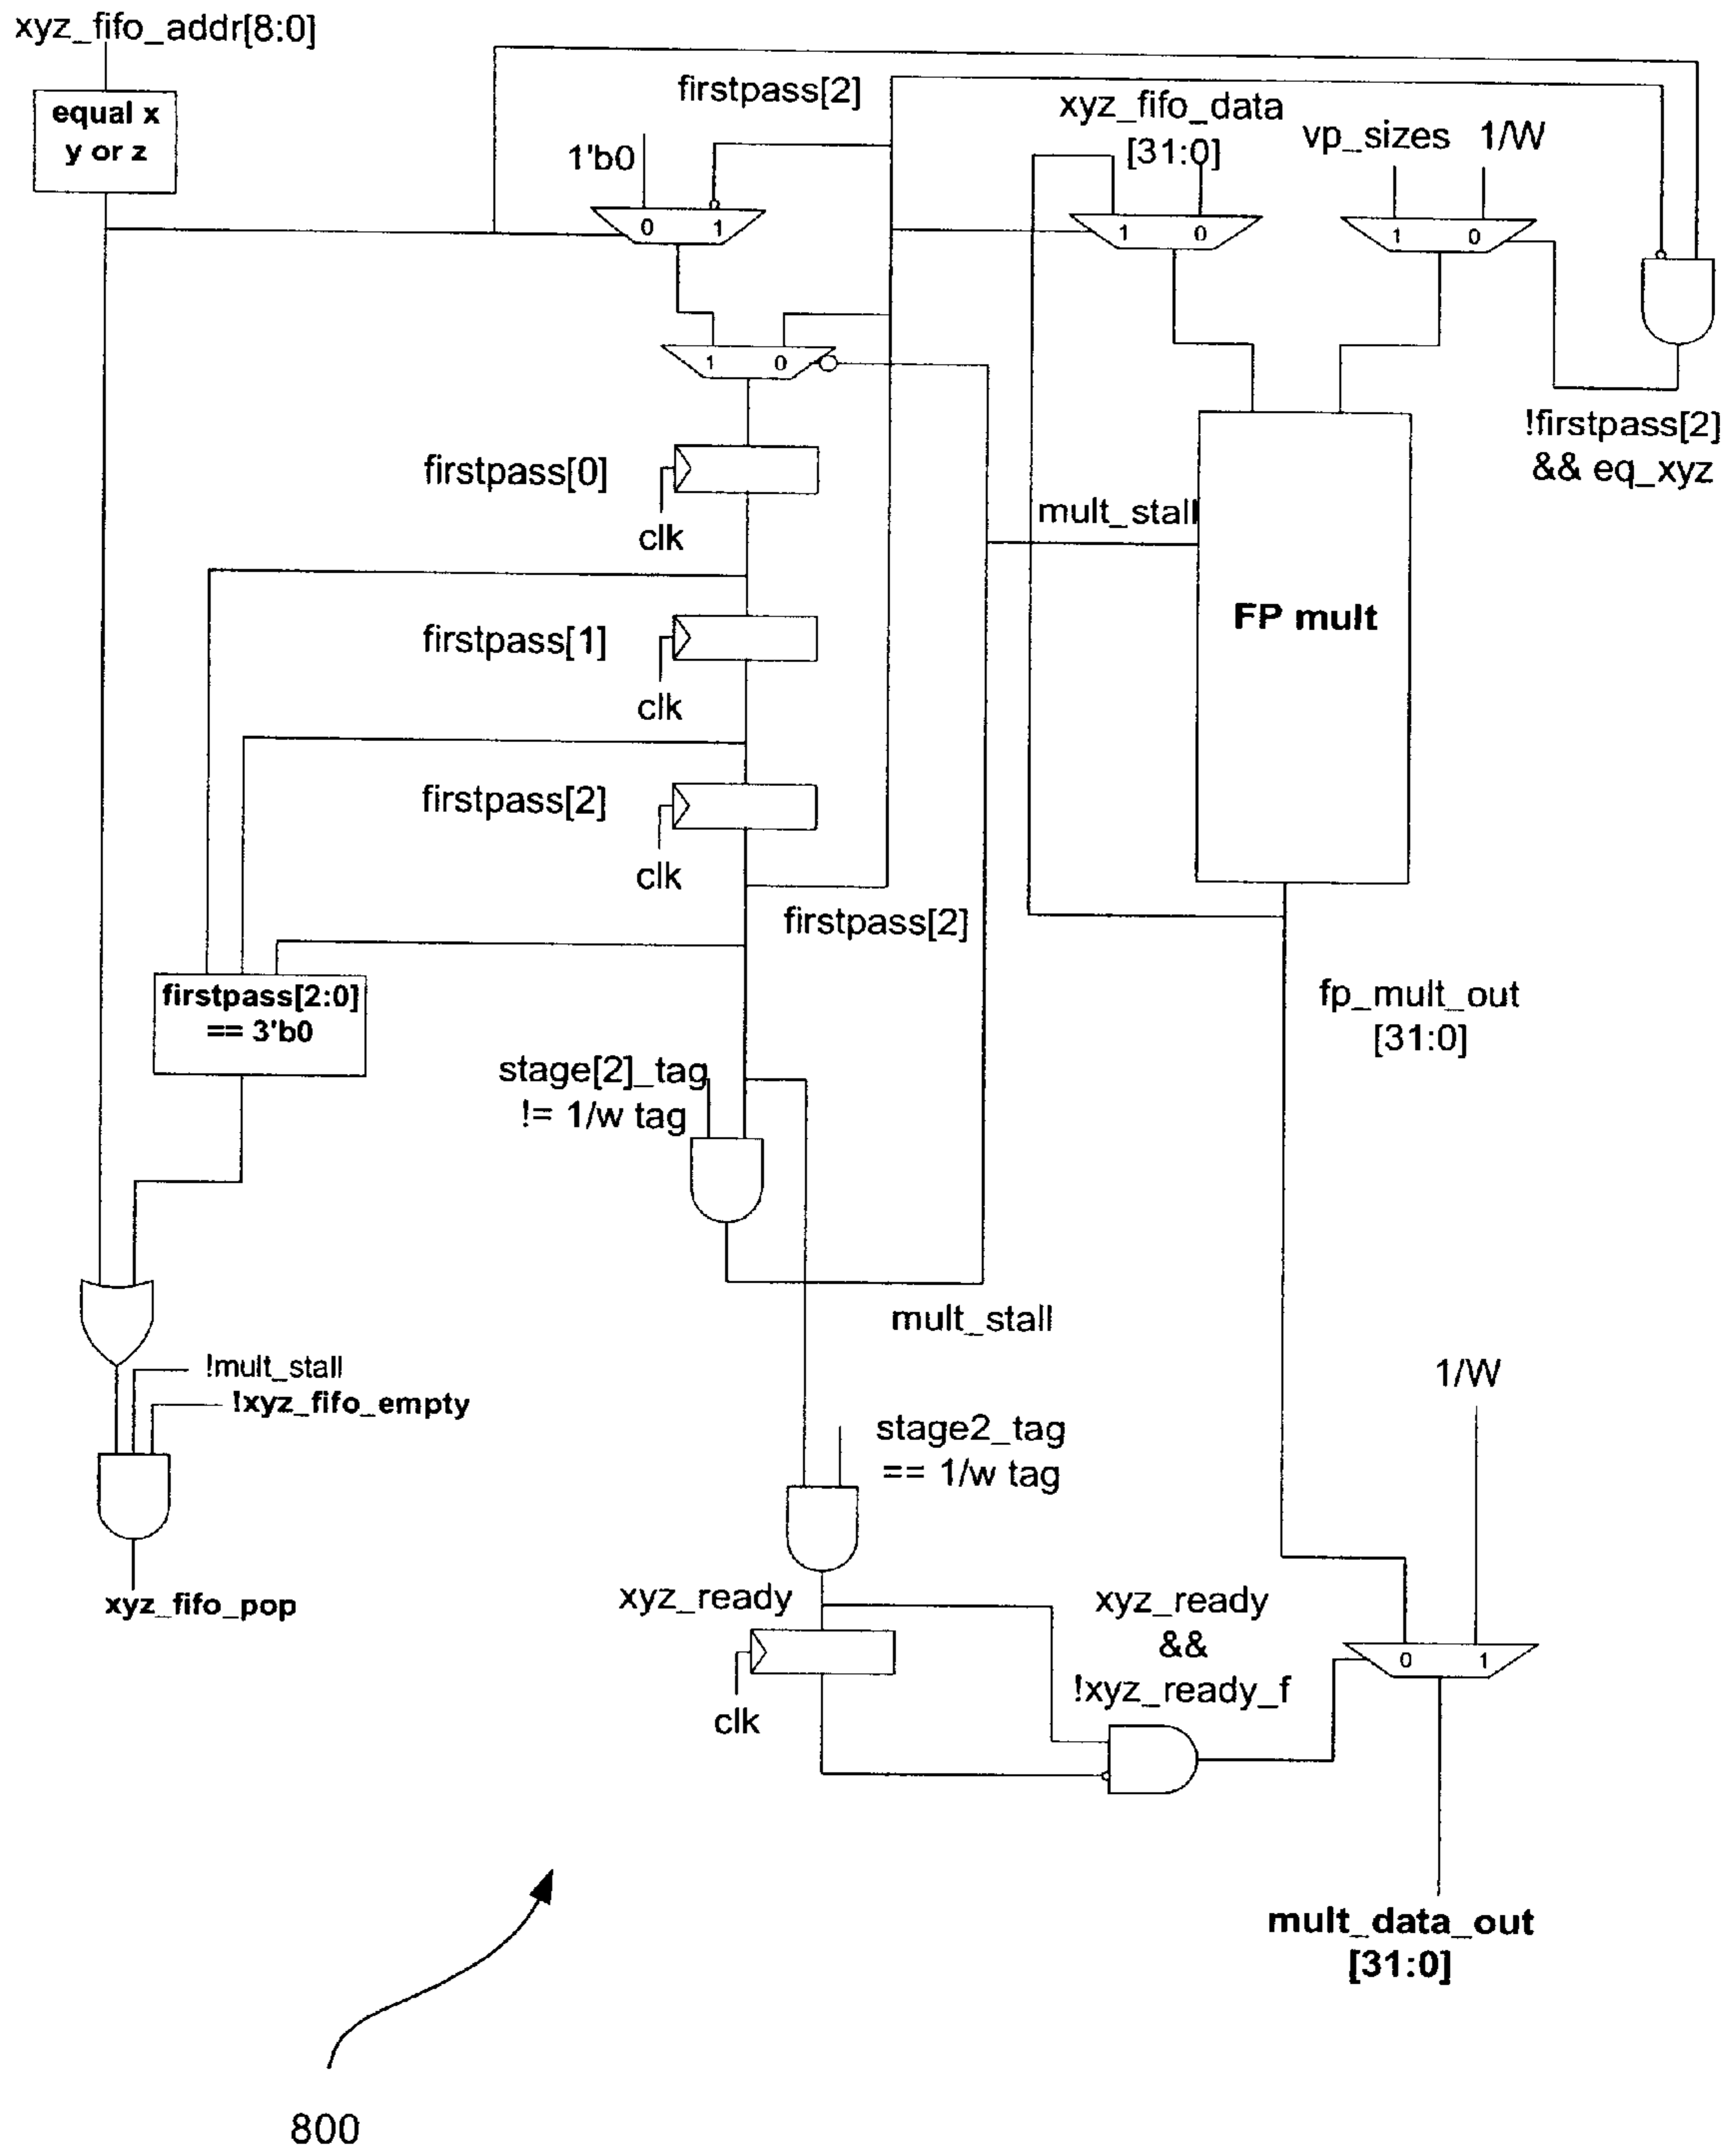 xyz_fifo_addr[8:0]
equal x
y or z
firstpass[2]
1'b0
0
1
xyz_fifo_data
[31:0]
vp_sizes
1/W
1
0
1
0
1
0
!firstpass[2]
&& eq_xyz
firstpass[0]
clk
mult_stall
FP mult
firstpass[1]
clk
firstpass[2]
clk
firstpass[2]
firstpass[2:0]
== 3'b0
fp_mult_out
[31:0]
stage[2]_tag
!= 1/w tag
mult_stall
!mult_stall
!xyz_fifo_empty
1/W
stage2_tag
== 1/w tag
xyz_fifo_pop
xyz_ready
clk
xyz_ready
&&
!xyz_ready_f
0
1
mult_data_out
[31:0]
800